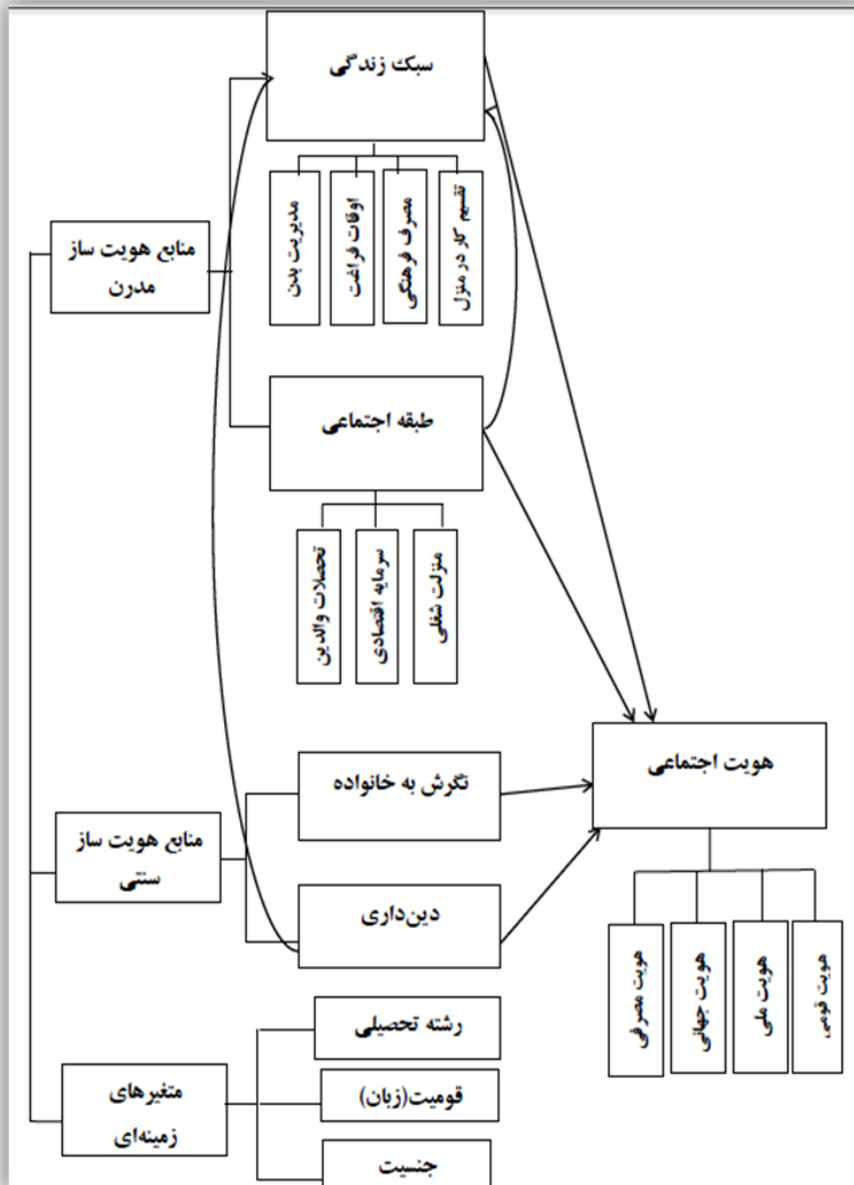 سبک زندگی
تقسیم کار در منزل
مصرف فرهنگی
اوقات فراغت
مدیریت بدن
منابع هویت ساز
مدرن
طبقه اجتماعی
منزلت شغلی
سرمایه اقتصادی
تحصلات والدین
هویت اجتماعی
هویت قومی
هویت ملی
هویت جهانی
هویت مصرفی
نگرش به خانواده
منابع هویت ساز
سنتی
دین‌داری
رشته تحصیلی
متغیرهای
زمینه‌ای
قومیت(زبان)
جنسیت